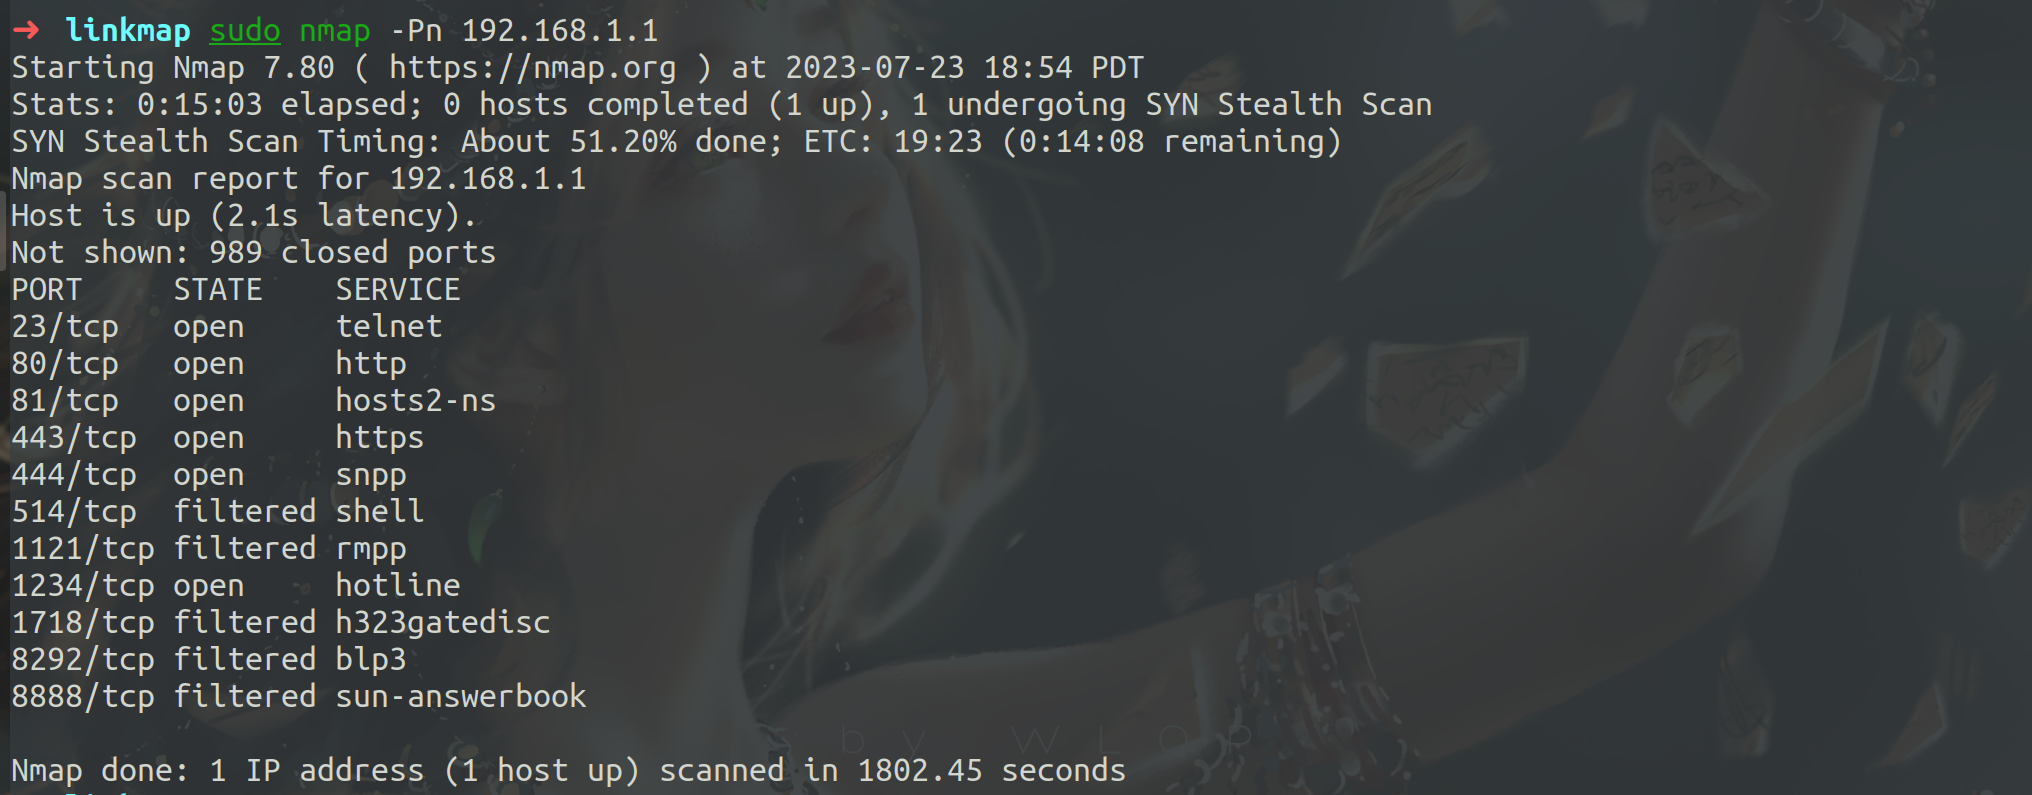 ➜ linkmap sudo nmap -Pn 192.168.1.1
Starting Nmap 7.80 ( https://nmap.org ) at 2023-07-23 18:54 PDT
Stats: 0:15:03 elapsed; 0 hosts completed (1 up), 1 undergoing SYN Stealth Scan
SYN Stealth Scan Timing: About 51.20% done; ETC: 19:23 (0:14:08 remaining)
Nmap scan report for 192.168.1.1
Host is up (2.1s latency).
Not shown: 989 closed ports
PORT     STATE    SERVICE
23/tcp   open     telnet
80/tcp   open     http
81/tcp   open     hosts2-ns
443/tcp  open     https
444/tcp  open     snpp
514/tcp  filtered shell
1121/tcp filtered rmpp
1234/tcp open     hotline
1718/tcp filtered h323gatedisc
8292/tcp filtered blp3
8888/tcp filtered sun-answerbook
by WLOP
Nmap done: 1 IP address (1 host up) scanned in 1802.45 seconds